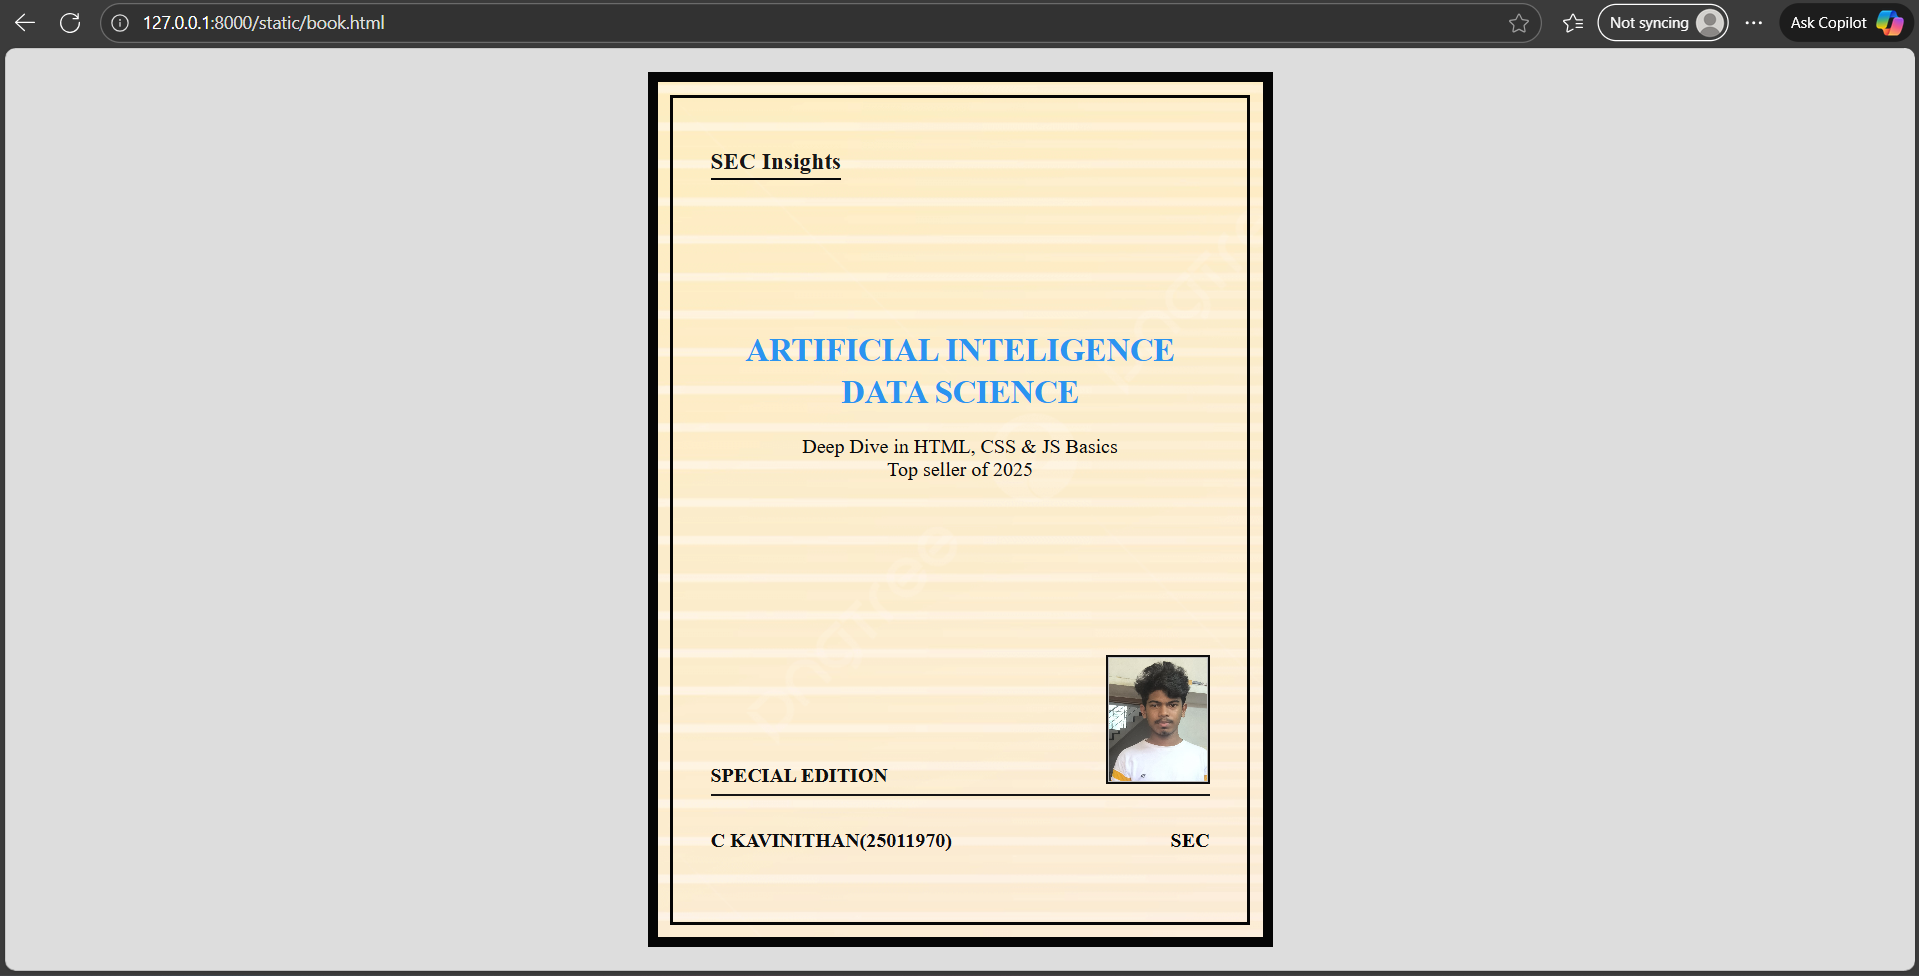 127.0.0.1:8000/static/book.html
Not syncing
Ask Copilot
SEC Insights
ARTIFICIAL INTELIGENCE
DATA SCIENCE
Deep Dive in HTML, CSS & JS Basics
Top seller of 2025
pngtree
SPECIAL EDITION
C KAVINITHAN(25011970)
SEC